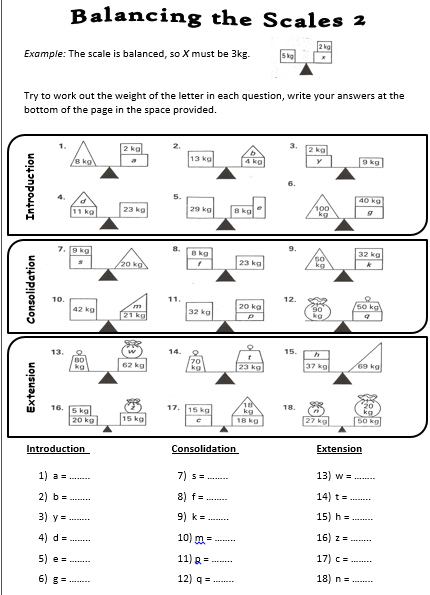 Balancing the Scales 2
Example: The scale is balanced, so X must be 3kg.
5 kg
2 kg
x
Try to work out the weight of the letter in each question, write your answers at the
bottom of the page in the space provided.
Introduction
1. 8 kg 2 kg a
2. 13 kg b 4 kg
3. 2 kg y 9 kg
4. d 11 kg 23 kg
5. 29 kg 8 kg e
6. 100 kg 40 kg g
Consolidation
7. 9 kg s 20 kg
8. 8 kg f 23 kg
9. 50 kg 32 kg k
10. 42 kg m 21 kg
11. 32 kg 20 kg p
12. 90 kg 50 kg q
Extension
13. 80 kg w 62 kg
14. 70 kg t 23 kg
15. h 37 kg 69 kg
16. 5 kg 20 kg z 15 kg
17. 15 kg c 18 kg 18 kg
18. n 27 kg 20 kg 50 kg
Introduction Consolidation Extension
1) a = ........ 7) s = ........ 13) w = ........
2) b = ........ 8) f = ........ 14) t = ........
3) y = ........ 9) k = ........ 15) h = ........
4) d = ........ 10) m = ........ 16) z = ........
5) e = ........ 11) p = ........ 17) c = ........
6) g = ........ 12) q = ........ 18) n = ........